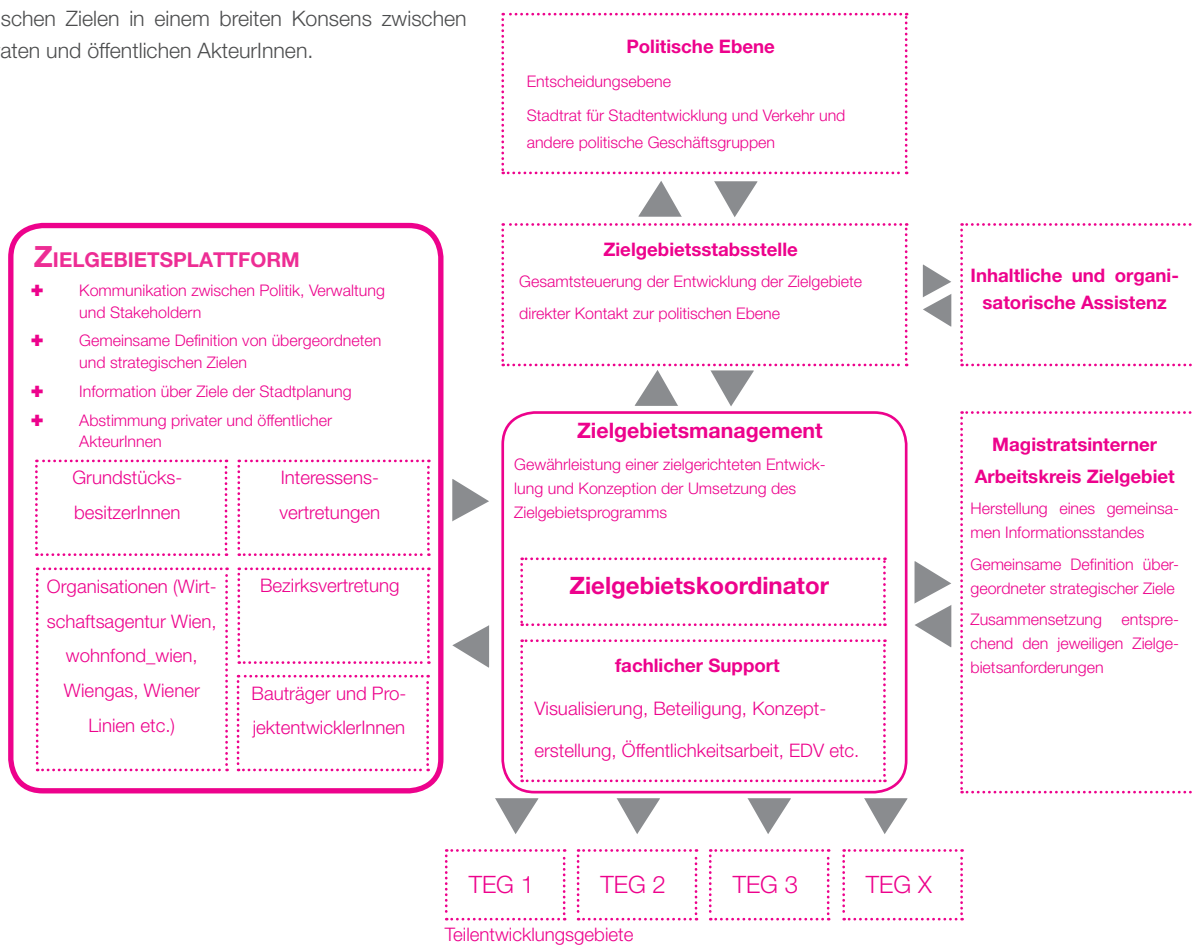 schen Zielen in einem breiten Konsens zwischen
aten und öffentlichen AkteurInnen.
Politische Ebene
Entscheidungsebene
Stadtrat für Stadtentwicklung und Verkehr und
andere politische Geschäftsgruppen
Zielgebietsstabsstelle
Gesamtsteuerung der Entwicklung der Zielgebiete
direkter Kontakt zur politischen Ebene
Inhaltliche und organi-
satorische Assistenz
ZIELGEBIETSPLATTFORM
+ Kommunikation zwischen Politik, Verwaltung
und Stakeholdern
+ Gemeinsame Definition von übergeordneten
und strategischen Zielen
+ Information über Ziele der Stadtplanung
+ Abstimmung privater und öffentlicher
AkteurInnen
Grundstücks-
besitzerInnen
Interessens-
vertretungen
Organisationen (Wirt-
schaftsagentur Wien,
wohnfond_wien,
Wiengas, Wiener
Linien etc.)
Bezirksvertretung
Bauträger und Pro-
jektentwicklerInnen
Zielgebietsmanagement
Gewährleistung einer zielgerichteten Entwick-
lung und Konzeption der Umsetzung des
Zielgebietsprogramms
Zielgebietskoordinator
fachlicher Support
Visualisierung, Beteiligung, Konzept-
erstellung, Öffentlichkeitsarbeit, EDV etc.
Magistratsinterner
Arbeitskreis Zielgebiet
Herstellung eines gemeinsa-
men Informationsstandes
Gemeinsame Definition über-
geordneter strategischer Ziele
Zusammensetzung entspre-
chend den jeweiligen Zielge-
bietsanforderungen
TEG 1
TEG 2
TEG 3
TEG X
Teilentwicklungsgebiete